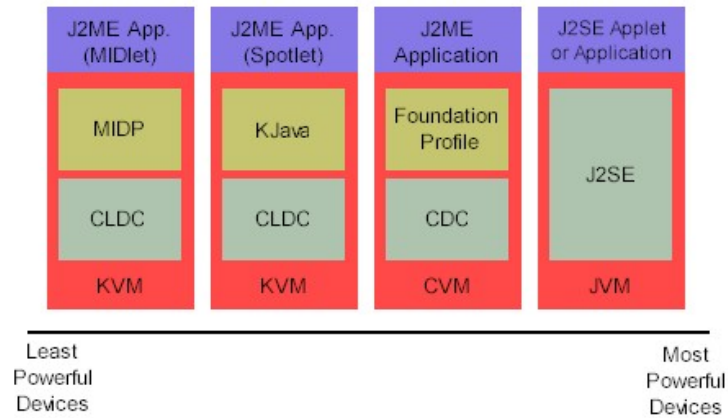 J2ME App.
(MIDlet)
MIDP
CLDC
KVM
J2ME App.
(Spotlet)
KJava
CLDC
KVM
J2ME
Application
Foundation
Profile
CDC
CVM
J2SE Applet
or Application
J2SE
JVM
Least
Powerful
Devices
Most
Powerful
Devices